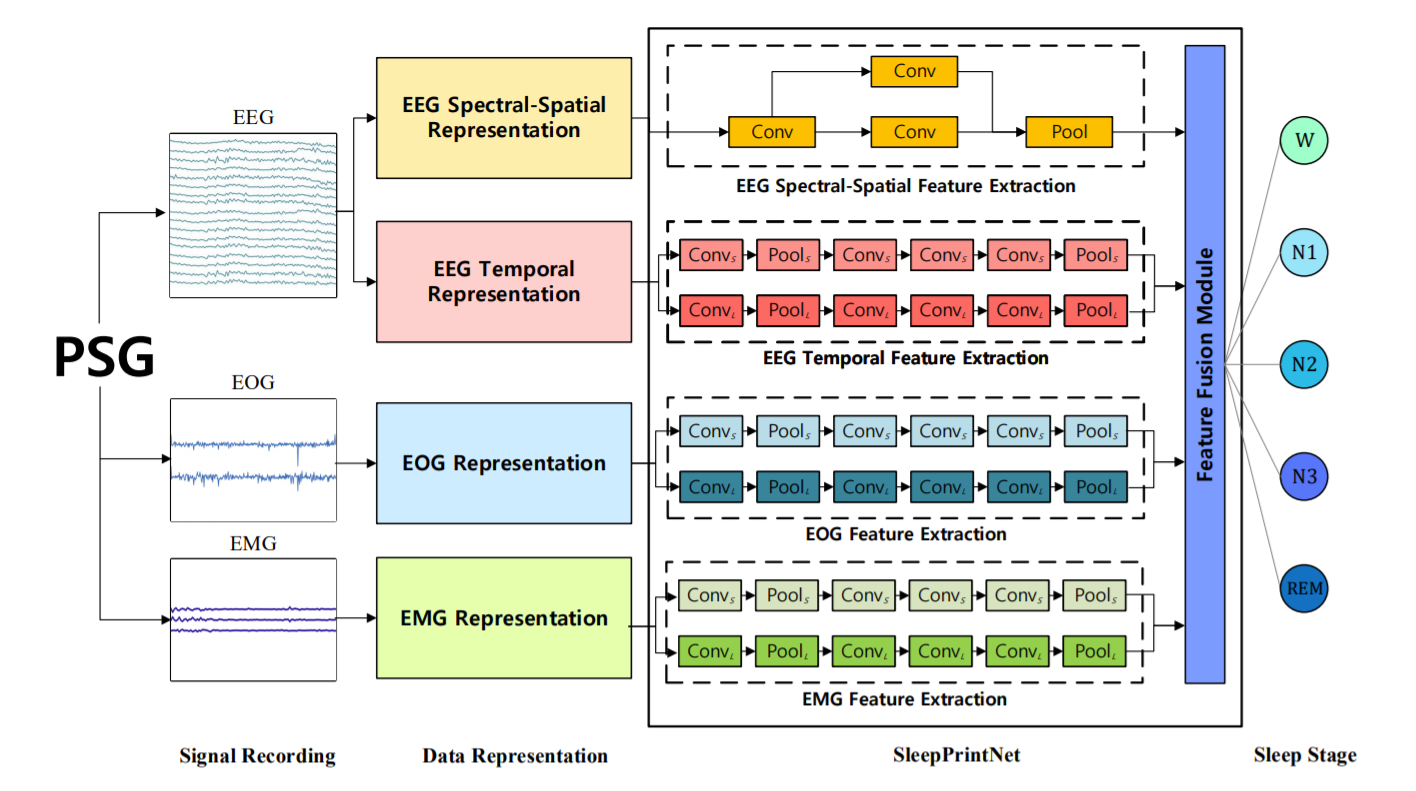 PSG
EEG
EOG
EMG
EEG Spectral-Spatial
Representation
EEG Temporal
Representation
EOG Representation
EMG Representation
Conv
Conv Conv Pool
EEG Spectral-Spatial Feature Extraction
Conv_S Pool_S Conv_S Conv_S Conv_S Pool_S
Conv_L Pool_L Conv_L Conv_L Conv_L Pool_L
EEG Temporal Feature Extraction
Conv_S Pool_S Conv_S Conv_S Conv_S Pool_S
Conv_L Pool_L Conv_L Conv_L Conv_L Pool_L
EOG Feature Extraction
Conv_S Pool_S Conv_S Conv_S Conv_S Pool_S
Conv_L Pool_L Conv_L Conv_L Conv_L Pool_L
EMG Feature Extraction
Feature Fusion Module
W
N1
N2
N3
REM
Signal Recording
Data Representation
SleepPrintNet
Sleep Stage